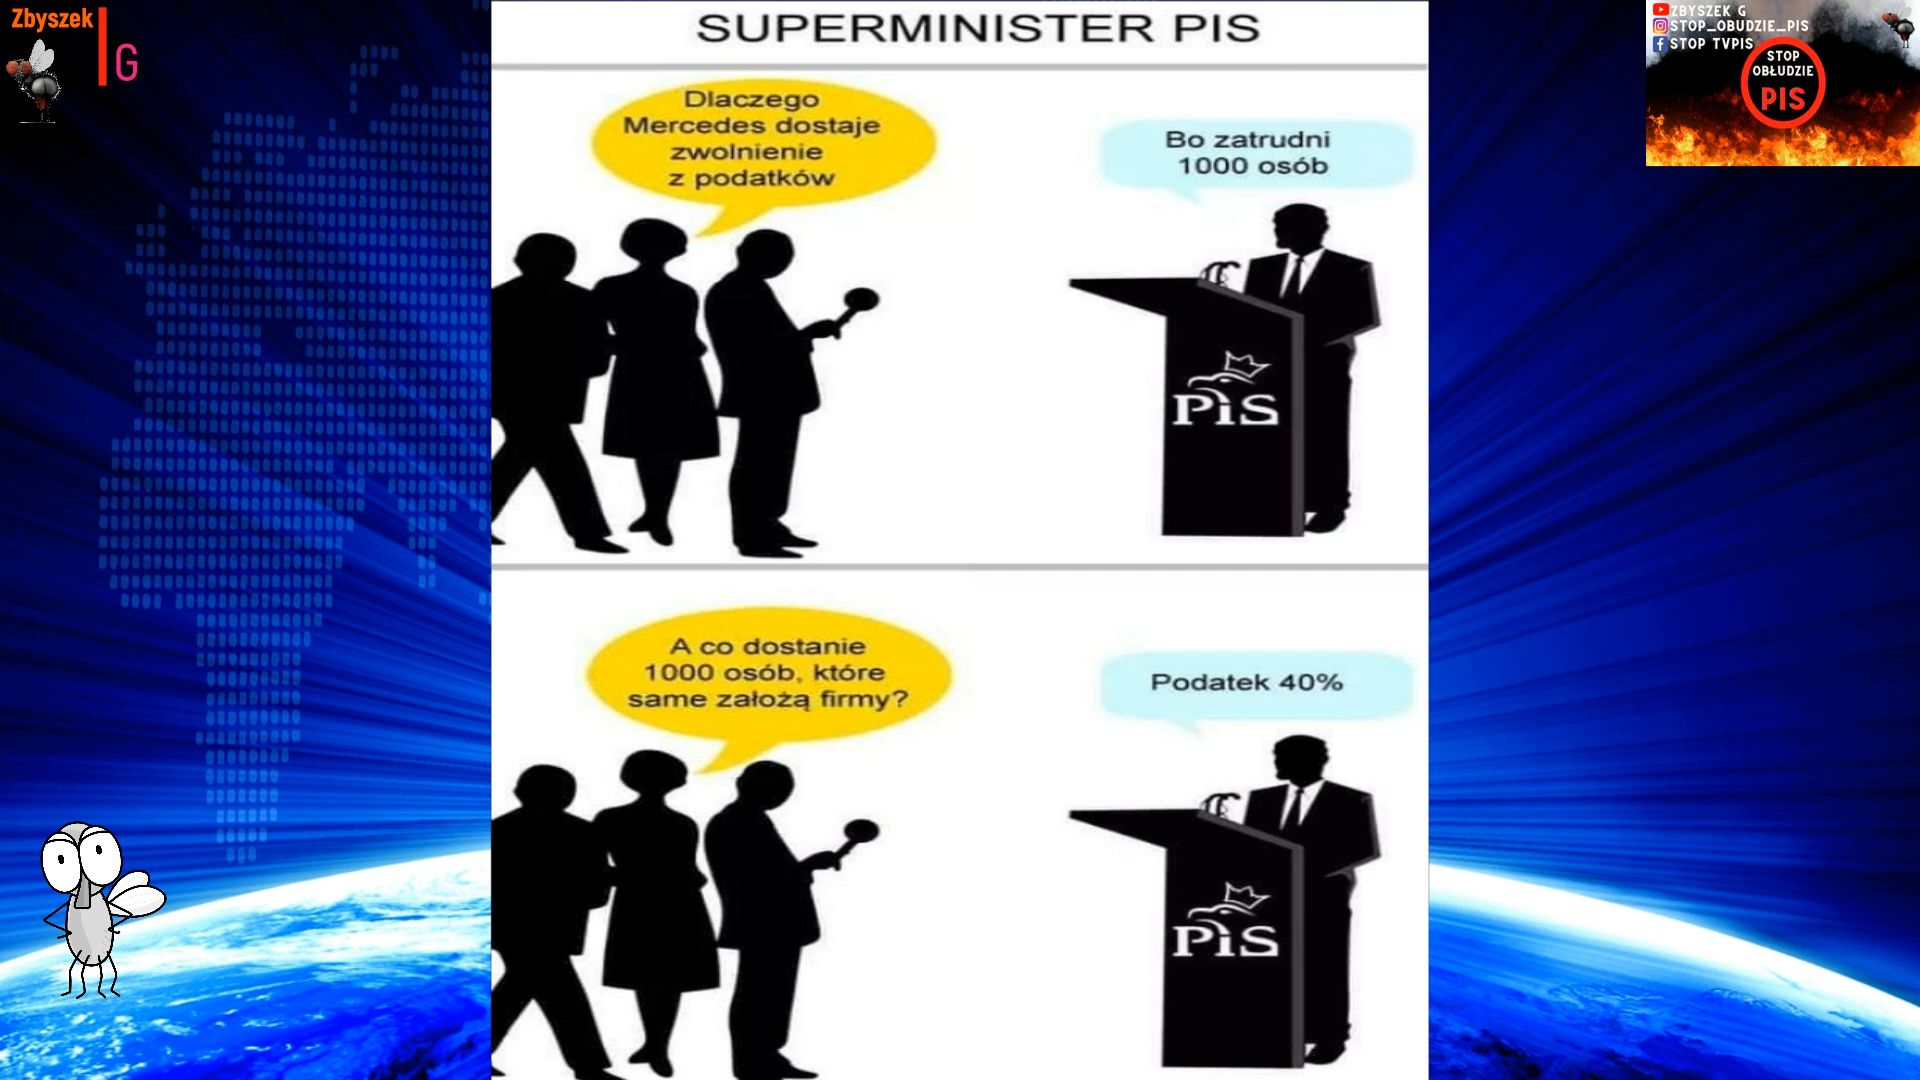 Zbyszek
G
SUPERMINISTER PIS
Dlaczego
Mercedes dostaje
zwolnienie
z podatków
Bo zatrudni
1000 osób
PiS
A co dostanie
1000 osób, które
same założą firmy?
Podatek 40%
PiS
ZBYSZEK G
STOP_OBUDZIE_PIS
STOP TVPIS
STOP
OBŁUDZIE
PIS